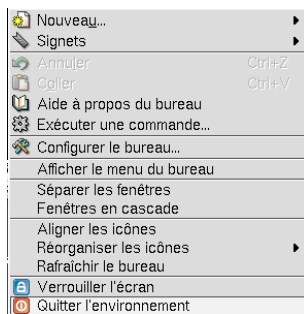 Nouveau...
Signets
Annuler Ctrl+Z
Coller Ctrl+V
Aide à propos du bureau
Exécuter une commande...
Configurer le bureau...
Afficher le menu du bureau
Séparer les fenêtres
Fenêtres en cascade
Aligner les icônes
Réorganiser les icônes
Rafraîchir le bureau
Verrouiller l'écran
Quitter l'environnement